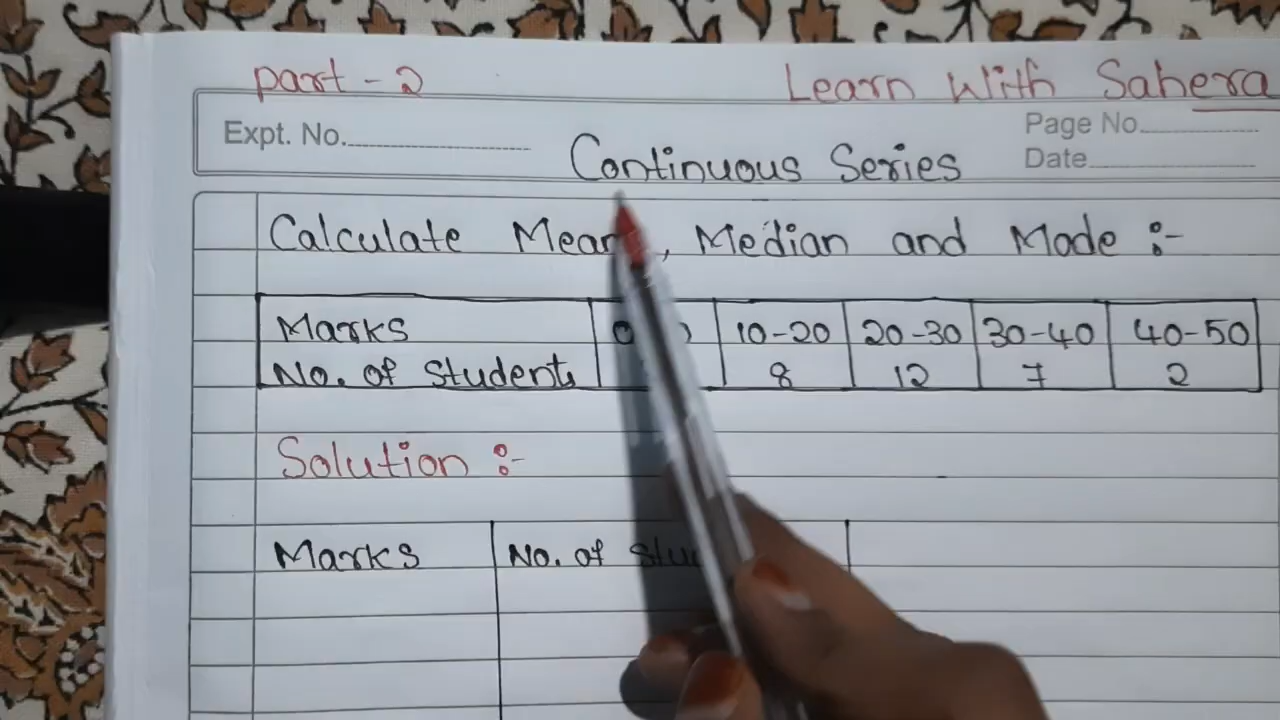 Part - 2 Learn With Sahera
Expt. No. Page No.
Continuous Series
Date
Calculate Mean, Median and Mode :-
Marks 10-20 20-30 30-40 40-50
No. of Students 8 12 7 2
Solution :-
Marks No. of